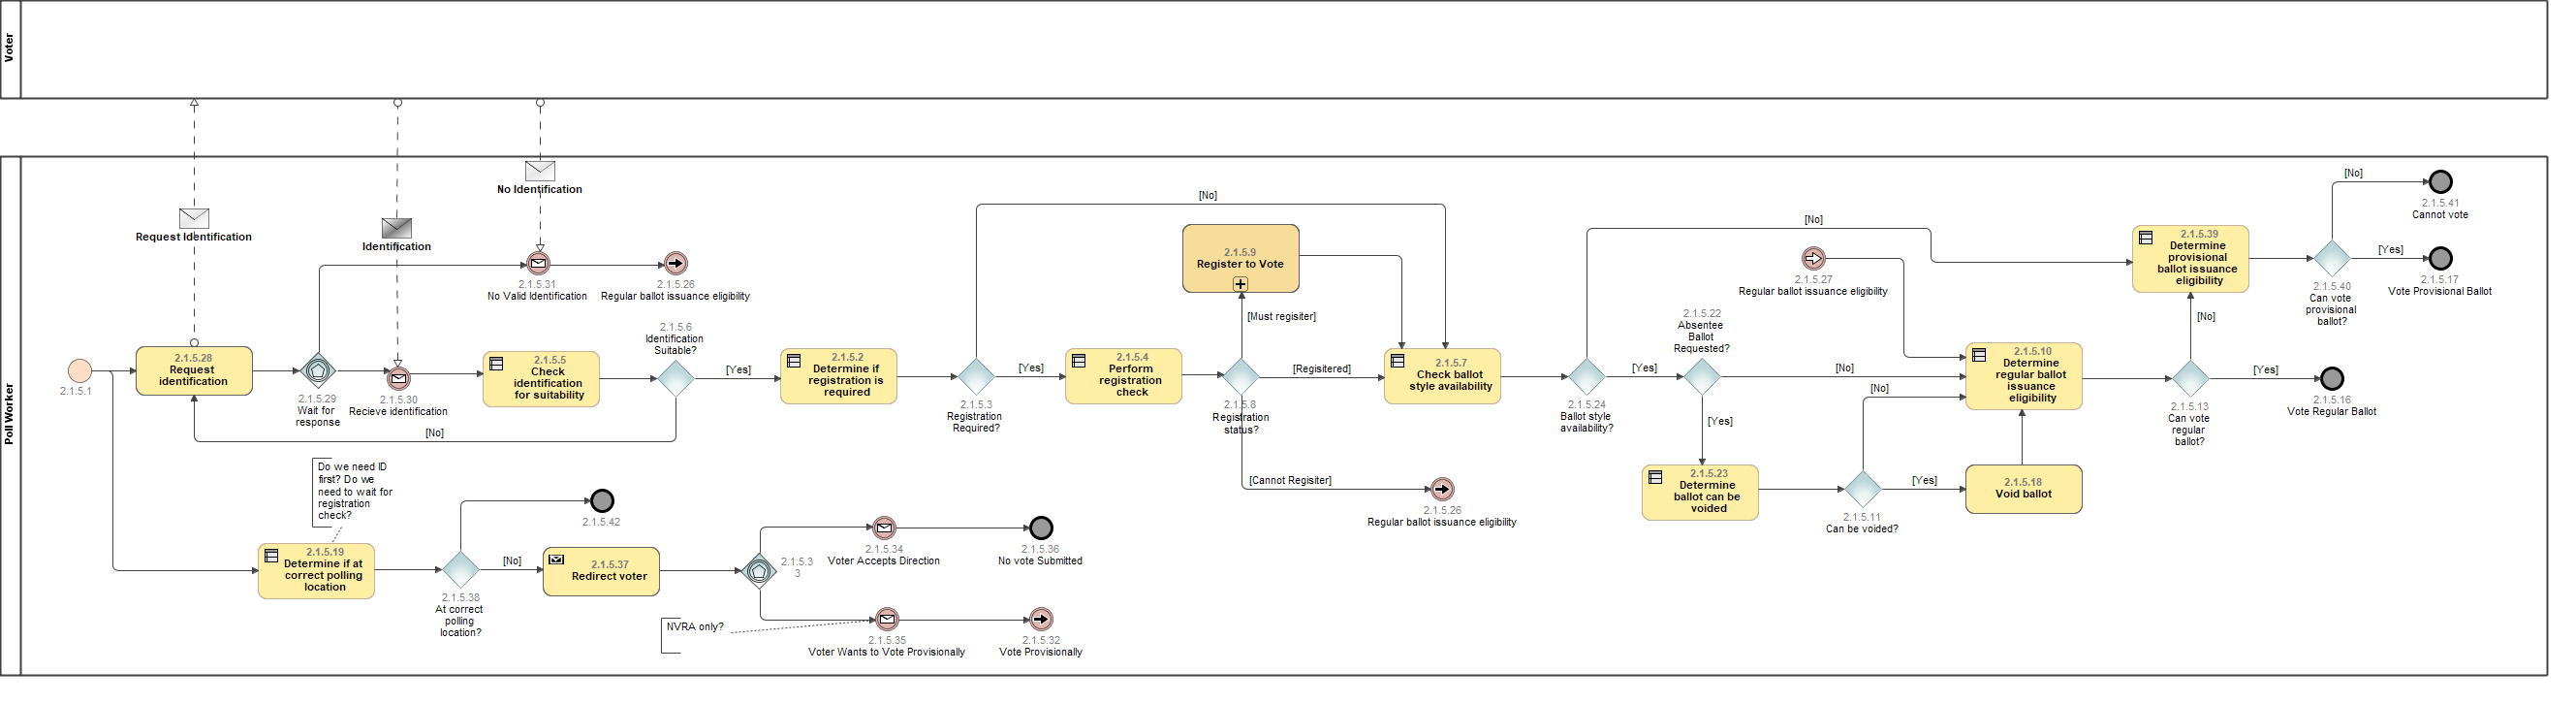 Voter
Poll Worker
Request Identification
Identification
No Identification
2.1.5.1
2.1.5.28
Request
identification
2.1.5.29
Wait for
response
2.1.5.31
No Valid Identification
2.1.5.26
Regular ballot issuance eligibility
2.1.5.30
Recieve identification
2.1.5.5
Check
identification
for suitability
2.1.5.6
Identification
Suitable?
[Yes]
[No]
2.1.5.2
Determine if
registration is
required
2.1.5.3
Registration
Required?
[No]
[Yes]
2.1.5.4
Perform
registration
check
2.1.5.8
Registration
status?
[Must regisiter]
[Regisitered]
[Cannot Regisiter]
2.1.5.9
Register to Vote
2.1.5.26
Regular ballot issuance eligibility
2.1.5.7
Check ballot
style availability
2.1.5.24
Ballot style
availability?
[No]
[Yes]
2.1.5.22
Absentee
Ballot
Requested?
[No]
[Yes]
2.1.5.27
Regular ballot issuance eligibility
2.1.5.23
Determine
ballot can be
voided
2.1.5.11
Can be voided?
[No]
[Yes]
2.1.5.18
Void ballot
2.1.5.10
Determine
regular ballot
issuance
eligibility
2.1.5.13
Can vote
regular
ballot?
[No]
[Yes]
2.1.5.16
Vote Regular Ballot
2.1.5.39
Determine
provisional
ballot issuance
eligibility
2.1.5.40
Can vote
provisional
ballot?
[No]
[Yes]
2.1.5.41
Cannot vote
2.1.5.17
Vote Provisional Ballot
Do we need ID
first? Do we
need to wait for
registration
check?
2.1.5.19
Determine if at
correct polling
location
2.1.5.38
At correct
polling
location?
2.1.5.42
[No]
2.1.5.37
Redirect voter
2.1.5.3
3
2.1.5.34
Voter Accepts Direction
2.1.5.36
No vote Submitted
NVRA only?
2.1.5.35
Voter Wants to Vote Provisionally
2.1.5.32
Vote Provisionally